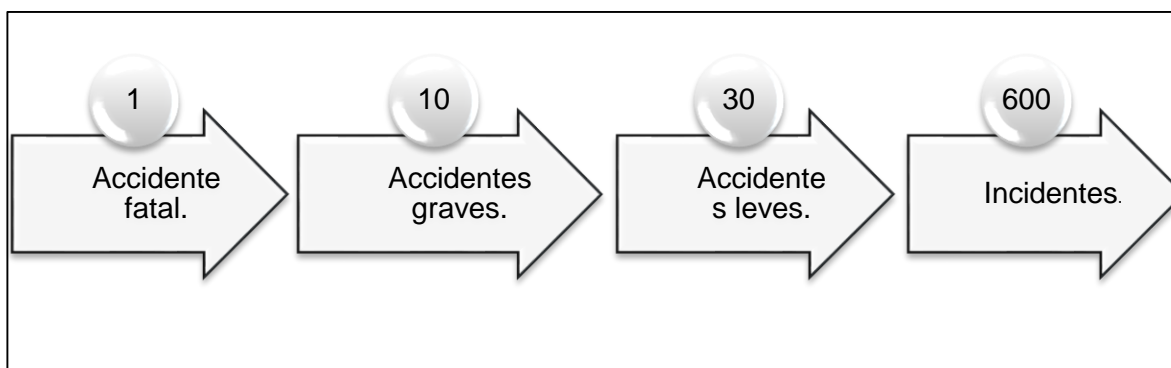 1
Accidente
fatal.
10
Accidentes
graves.
30
Accidente
s leves.
600
Incidentes.